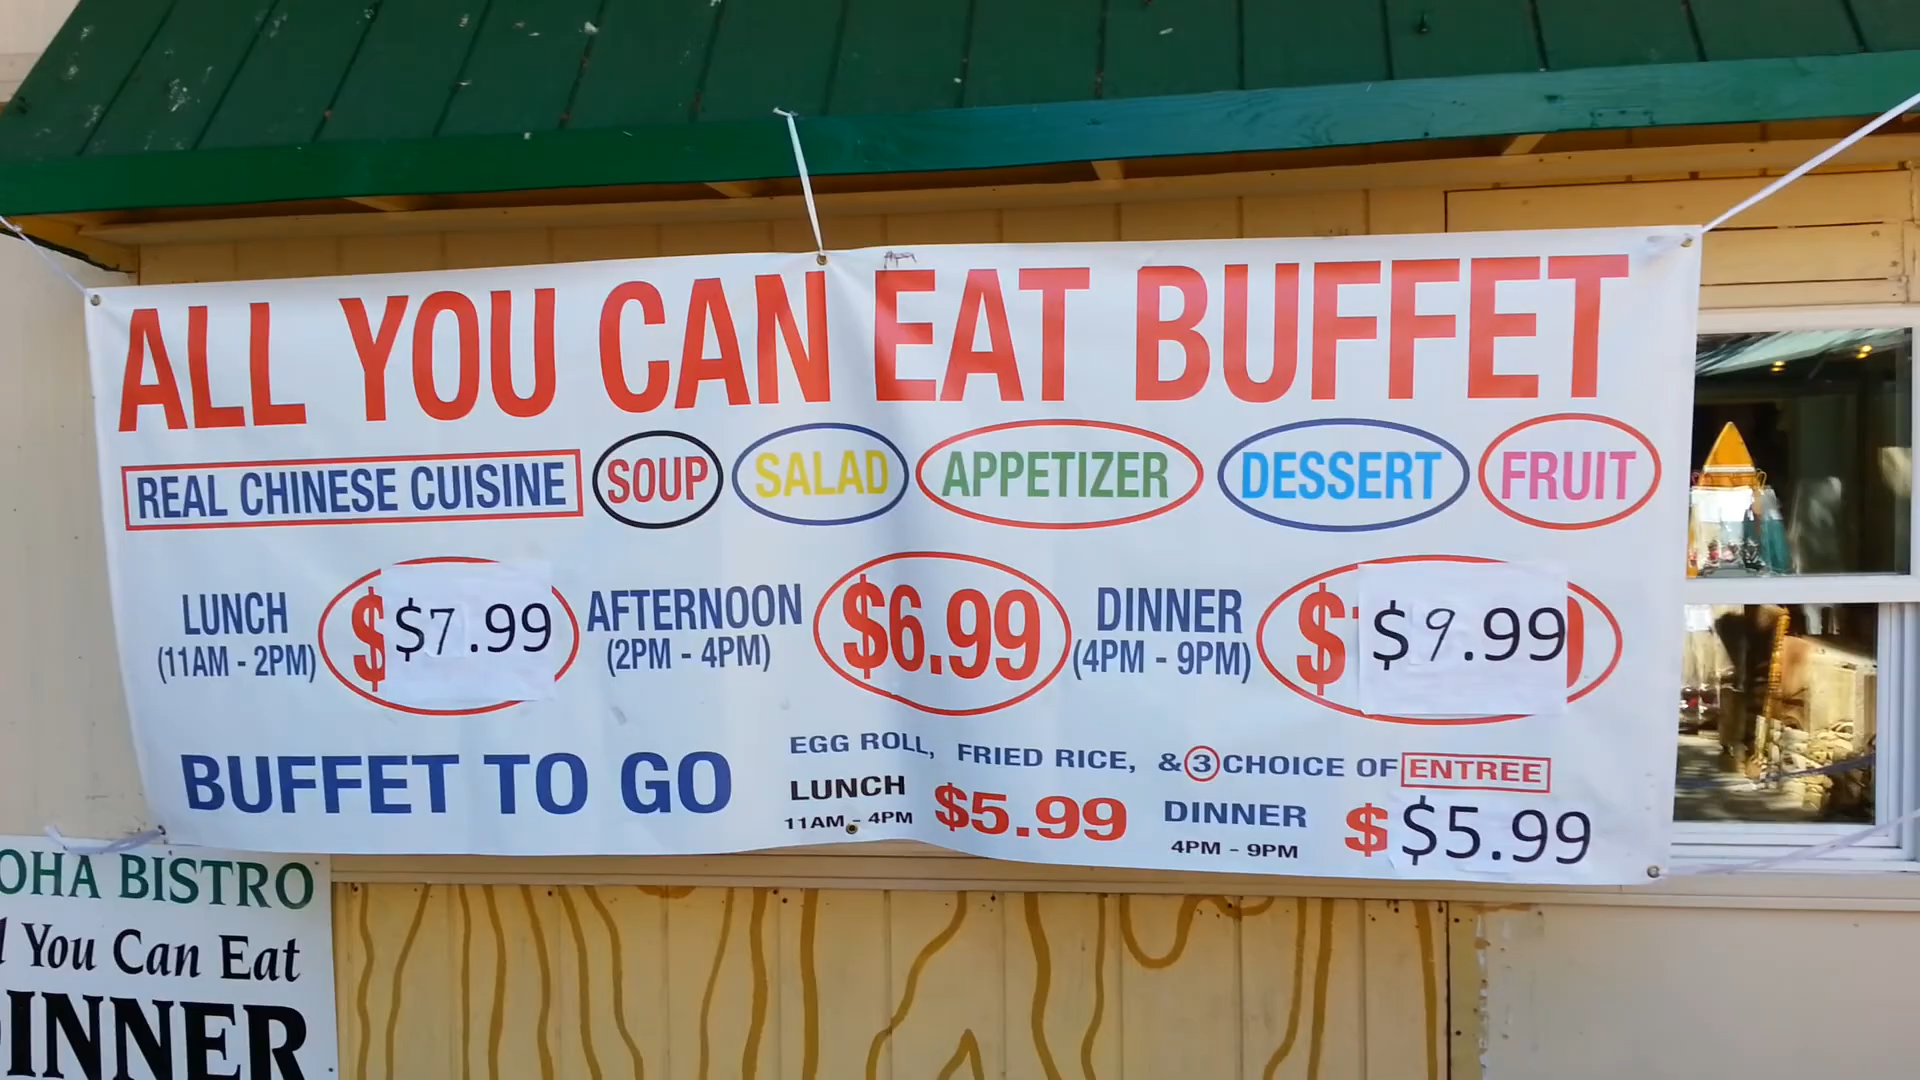 ALL YOU CAN EAT BUFFET
REAL CHINESE CUISINE SOUP SALAD APPETIZER DESSERT FRUIT
LUNCH (11AM - 2PM) $ $7.99 AFTERNOON (2PM - 4PM) $6.99 DINNER (4PM - 9PM) $ $9.99
BUFFET TO GO
EGG ROLL, FRIED RICE, & 3 CHOICE OF ENTREE
LUNCH 11AM - 4PM $5.99 DINNER 4PM - 9PM $ $5.99
OHA BISTRO
l You Can Eat
INNER